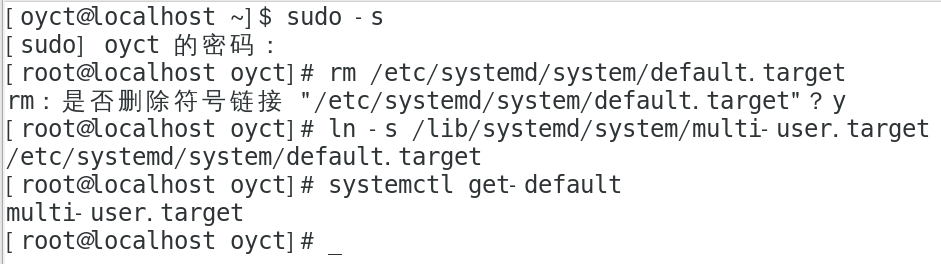 [oyct@localhost ~]$ sudo -s
[sudo] oyct 的密码：
[root@localhost oyct]# rm /etc/systemd/system/default.target
rm：是否删除符号链接 "/etc/systemd/system/default.target"？y
[root@localhost oyct]# ln -s /lib/systemd/system/multi-user.target
/etc/systemd/system/default.target
[root@localhost oyct]# systemctl get-default
multi-user.target
[root@localhost oyct]# _